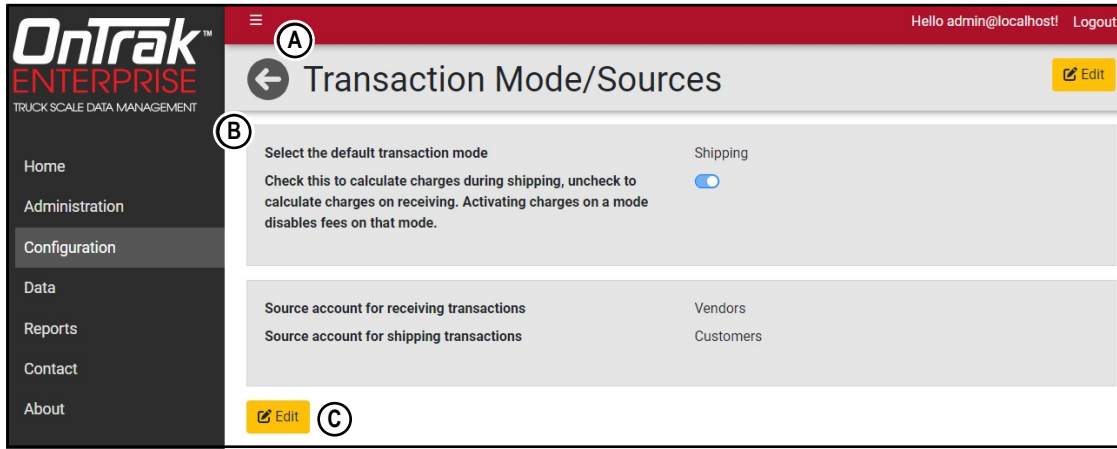 OnTrak™
ENTERPRISE
TRUCK SCALE DATA MANAGEMENT
Home
Administration
Configuration
Data
Reports
Contact
About
Hello admin@localhost! Logout
A
Transaction Mode/Sources
Edit
B
Select the default transaction mode Shipping
Check this to calculate charges during shipping, uncheck to
calculate charges on receiving. Activating charges on a mode
disables fees on that mode.
Source account for receiving transactions Vendors
Source account for shipping transactions Customers
Edit
C